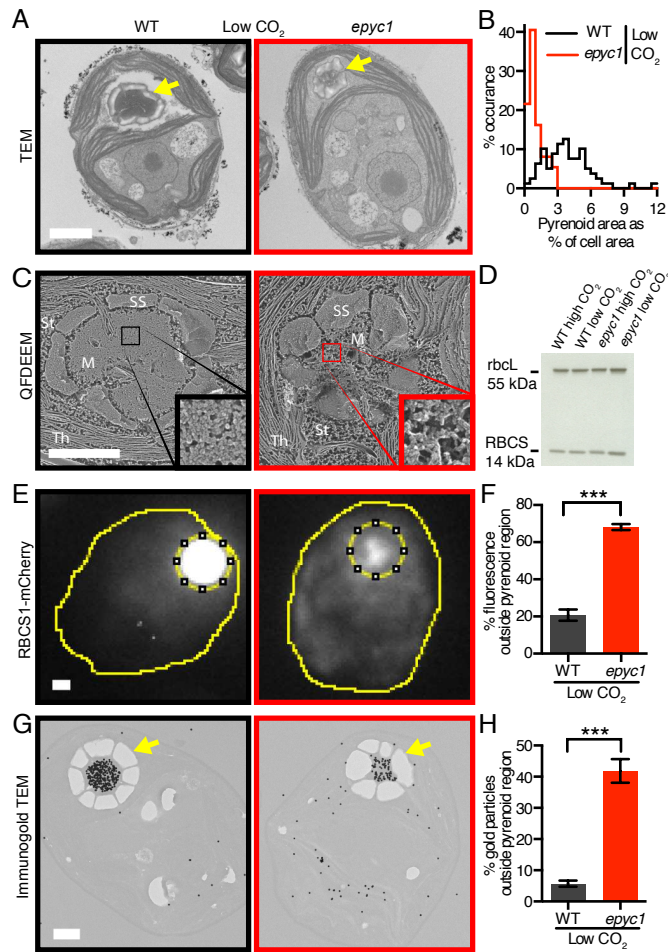 A
WT
Low CO2
epyc1
TEM
B
WT
epyc1
Low
CO2
% occurance
40
30
20
10
0
0
3
6
9
12
Pyrenoid area as
% of cell area
C
QFDEEM
SS
St
M
Th
SS
M
St
Th
D
WT high CO2
WT low CO2
epyc1 high CO2
epyc1 low CO2
rbcL
55 kDa
RBCS
14 kDa
E
RBCS1-mCherry
F
***
% fluorescence
outside pyrenoid region
80
60
40
20
0
WT
epyc1
Low CO2
G
Immunogold TEM
H
***
% gold particles
outside pyrenoid region
50
40
30
20
10
0
WT
epyc1
Low CO2